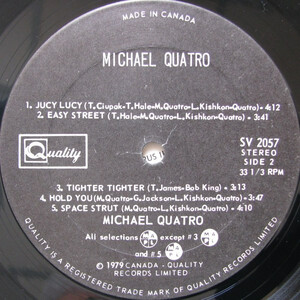 MADE IN CANADA
MICHAEL QUATRO
1. JUCY LUCY (T.Ciupak-T.Hale-M.Quatro-L.Kishkon-Quatro)•4:12
2. EASY STREET (T.Hale•M.Quatro-L.Kishkon-Quatro)•3:41
Quality
SV 2057
STEREO
SIDE 2
33 1/3 RPM
3. TIGHTER TIGHTER (T.James-Bob King)•3:13
4. HOLD YOU(M.Quatro-G.Jackson-L.Kishkon-Quatro)•3:47
5. SPACE STRUT (M.Quatro-L.Kishkon-Quatro)•4:10
MICHAEL QUATRO
All selections except #3
and #5
©1979 CANADA - QUALITY
RECORDS LIMITED
QUALITY IS A REGISTERED TRADE MARK OF QUALITY RECORDS LIMITED